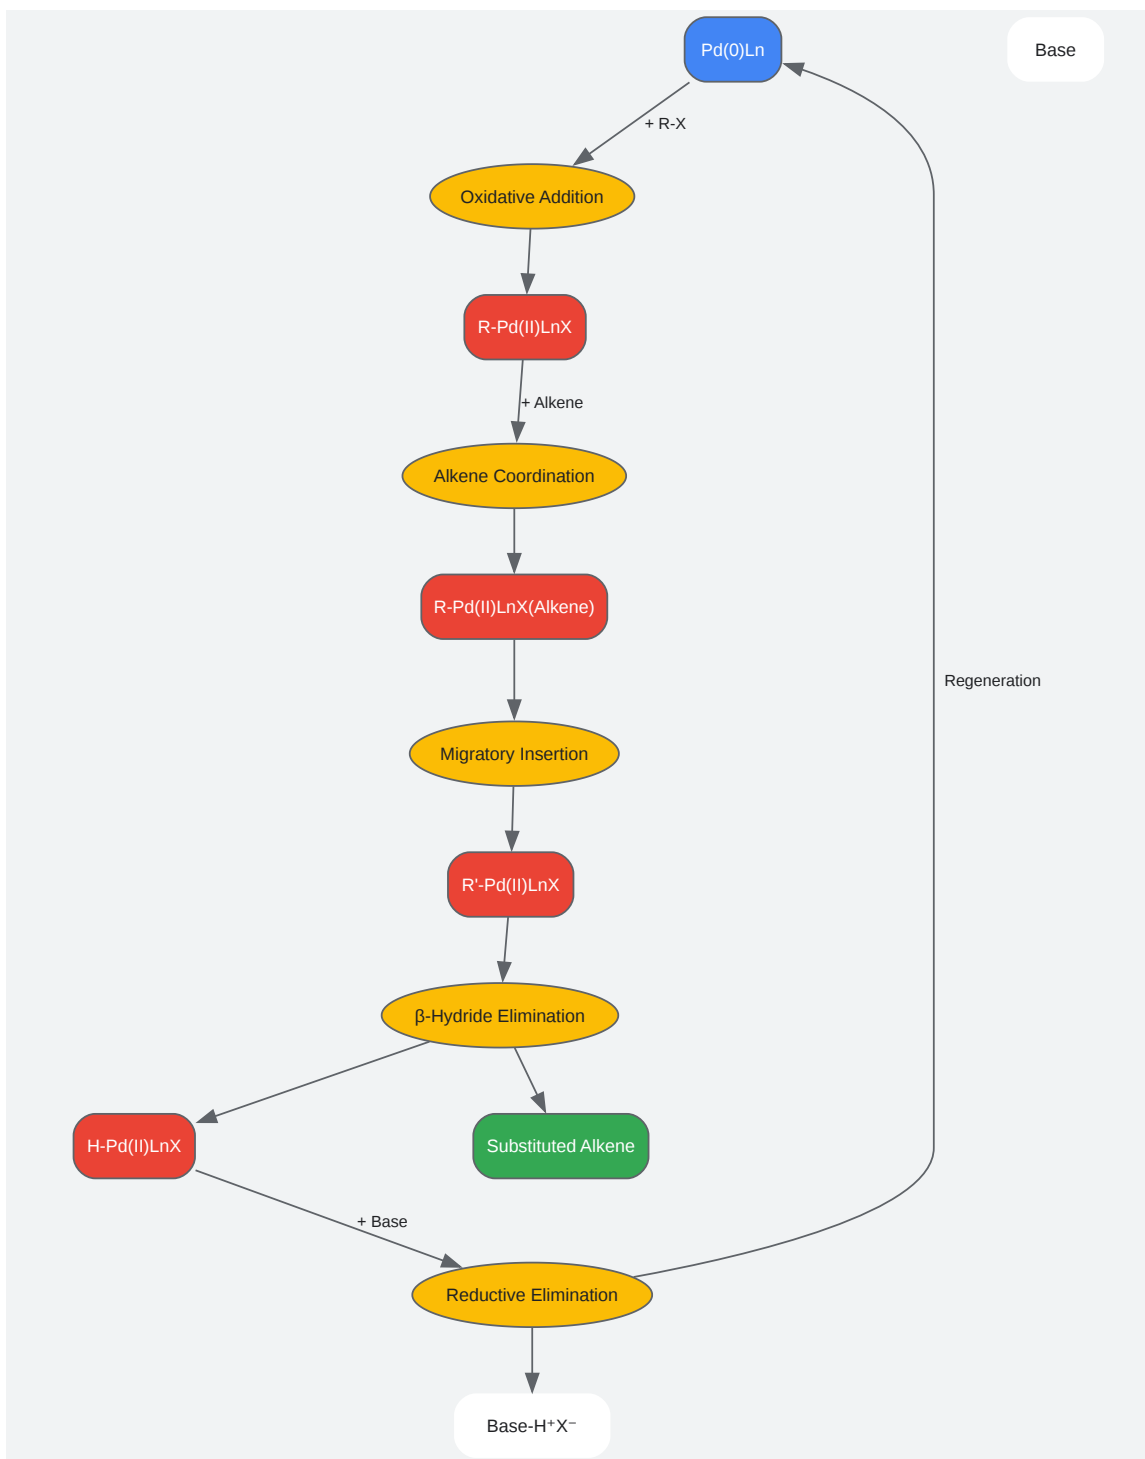 Pd(0)Ln
Base
+ R-X
Oxidative Addition
R-Pd(II)LnX
+ Alkene
Alkene Coordination
R-Pd(II)LnX(Alkene)
Regeneration
Migratory Insertion
R'-Pd(II)LnX
β-Hydride Elimination
H-Pd(II)LnX
Substituted Alkene
+ Base
Reductive Elimination
Base-H⁺X⁻